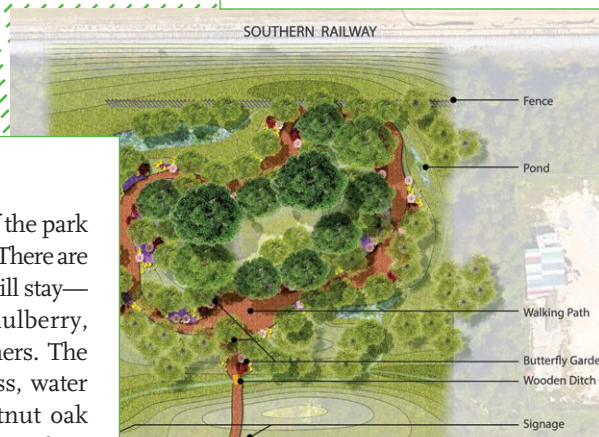 SOUTHERN RAILWAY
Fence
Pond
Walking Path
Butterfly Garde
Wooden Ditch
Signage
f the park
There are
ill stay—
ulberry,
ers. The
ss, water
tnut oak